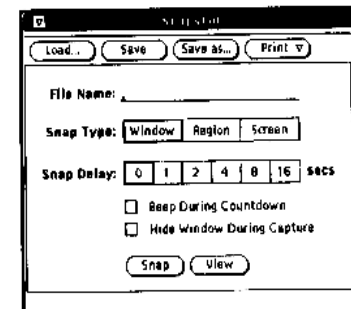 Load... Save Save as... Print
File Name:
Snap Type: Window Region Screen
Snap Delay: 0 1 2 4 8 16 secs
Beep During Countdown
Hide Window During Capture
Snap View